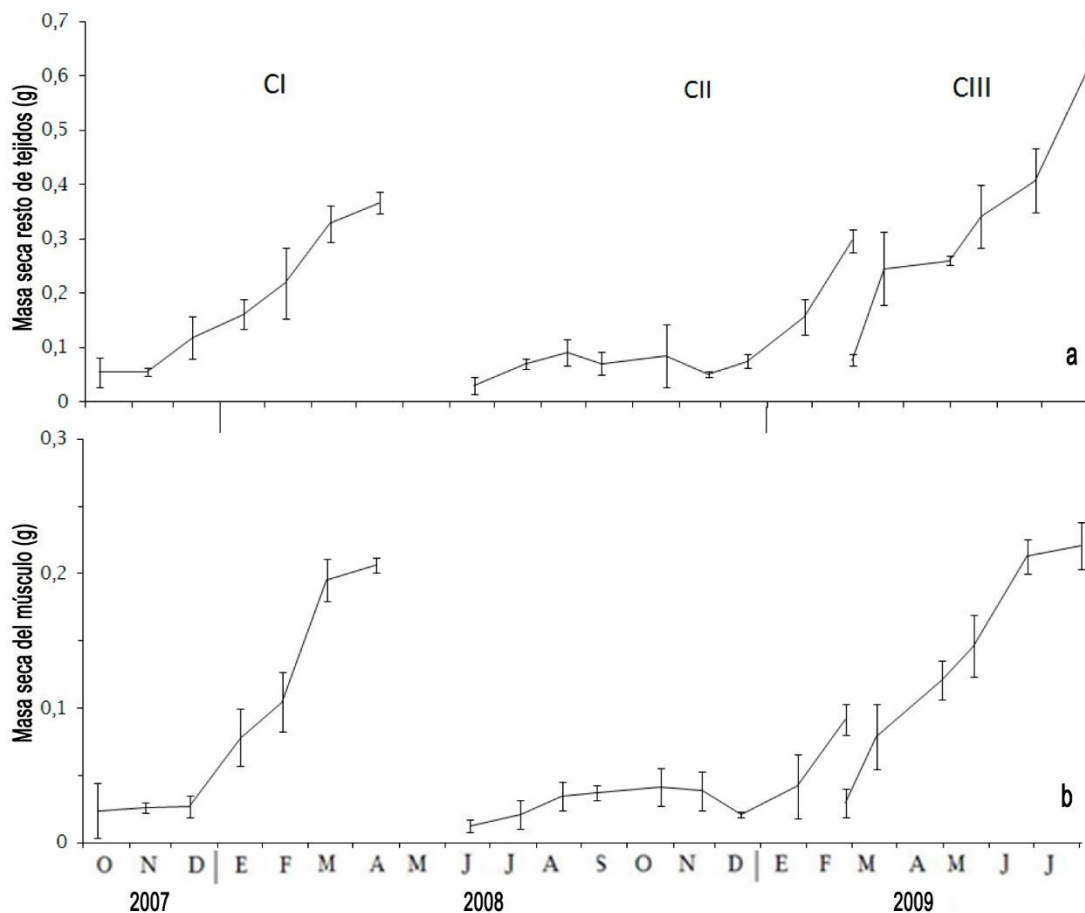 0,7
0,6
0,5
0,4
0,3
0,2
0,1
0
Masa seca resto de tejidos (g)
CI
CII
CIII
a
0,3
0,2
0,1
0
Masa seca del músculo (g)
b
O N D E F M A M J J A S O N D E F M A M J J
2007 2008 2009